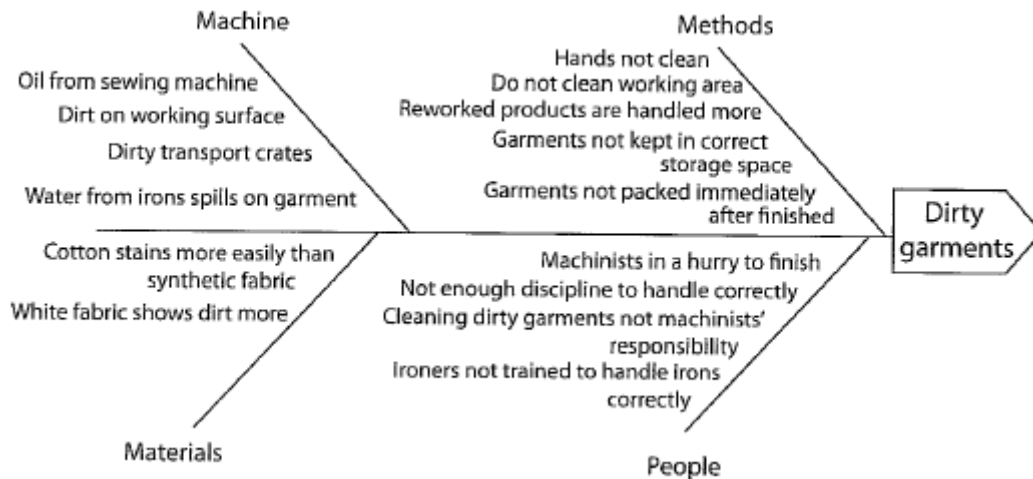 Machine
Oil from sewing machine
Dirt on working surface
Dirty transport crates
Water from irons spills on garment
Methods
Hands not clean
Do not clean working area
Reworked products are handled more
Garments not kept in correct
storage space
Garments not packed immediately
after finished
Dirty
garments
Cotton stains more easily than
synthetic fabric
White fabric shows dirt more
Materials
Machinists in a hurry to finish
Not enough discipline to handle correctly
Cleaning dirty garments not machinists'
responsibility
Ironers not trained to handle irons
correctly
People